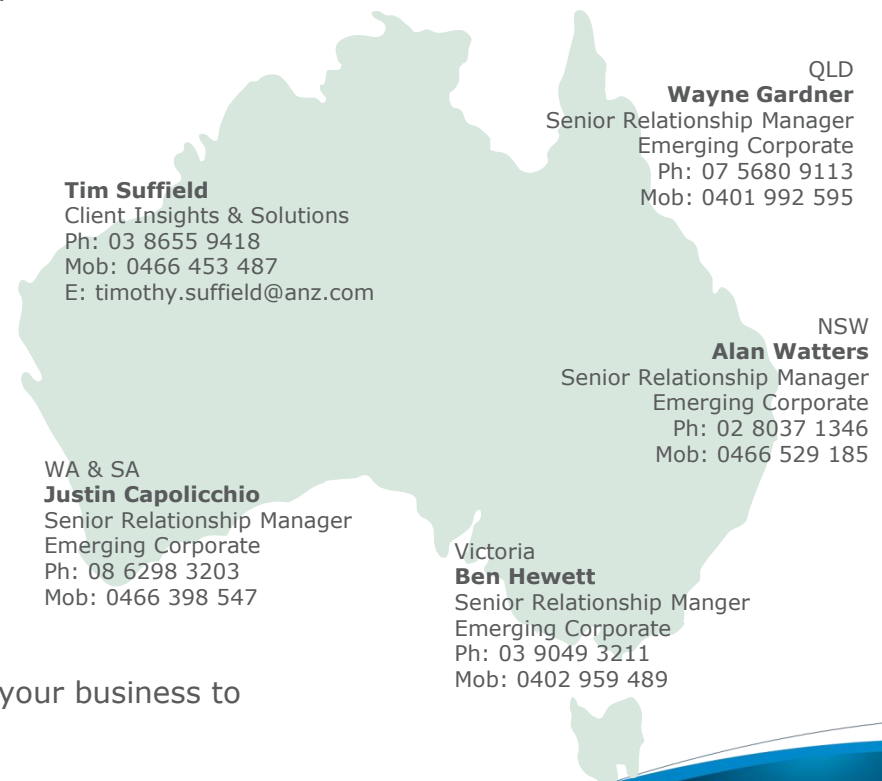 QLD
Wayne Gardner
Senior Relationship Manager
Emerging Corporate
Ph: 07 5680 9113
Mob: 0401 992 595
Tim Suffield
Client Insights & Solutions
Ph: 03 8655 9418
Mob: 0466 453 487
E: timothy.suffield@anz.com
NSW
Alan Watters
Senior Relationship Manager
Emerging Corporate
Ph: 02 8037 1346
Mob: 0466 529 185
WA & SA
Justin Capolicchio
Senior Relationship Manager
Emerging Corporate
Ph: 08 6298 3203
Mob: 0466 398 547
Victoria
Ben Hewett
Senior Relationship Manger
Emerging Corporate
Ph: 03 9049 3211
Mob: 0402 959 489
your business to